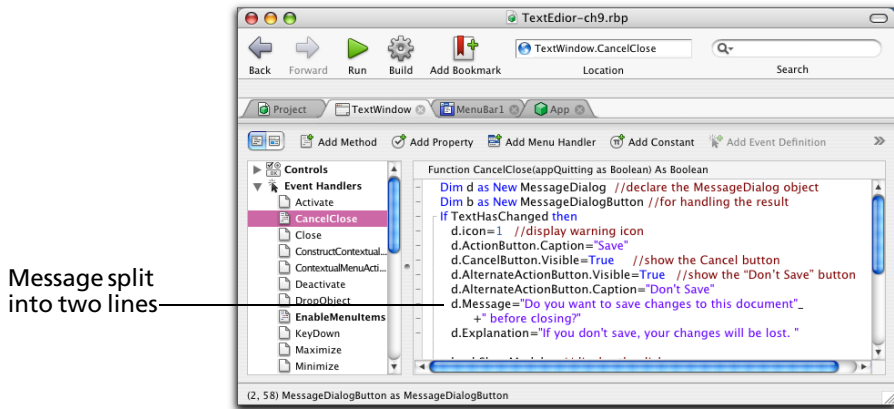 TextEdior-ch9.rbp
TextWindow.CancelClose
Back Forward Run Build Add Bookmark Location Search
Project TextWindow MenuBar1 App
Add Method Add Property Add Menu Handler Add Constant Add Event Definition
Controls
Event Handlers
Activate
CancelClose
Close
ConstructContextual...
ContextualMenuActi...
Deactivate
DropObject
EnableMenuItems
KeyDown
Maximize
Minimize
Function CancelClose(appQuitting as Boolean) As Boolean
Dim d as New MessageDialog //declare the MessageDialog object
Dim b as New MessageDialogButton //for handling the result
If TextHasChanged then
d.icon=1 //display warning icon
d.ActionButton.Caption="Save"
d.CancelButton.Visible=True //show the Cancel button
d.AlternateActionButton.Visible=True //show the “Don't Save” button
d.AlternateActionButton.Caption="Don't Save"
d.Message="Do you want to save changes to this document"_
+" before closing?"
d.Explanation="If you don't save, your changes will be lost. "
(2, 58) MessageDialogButton as MessageDialogButton
Message split
into two lines